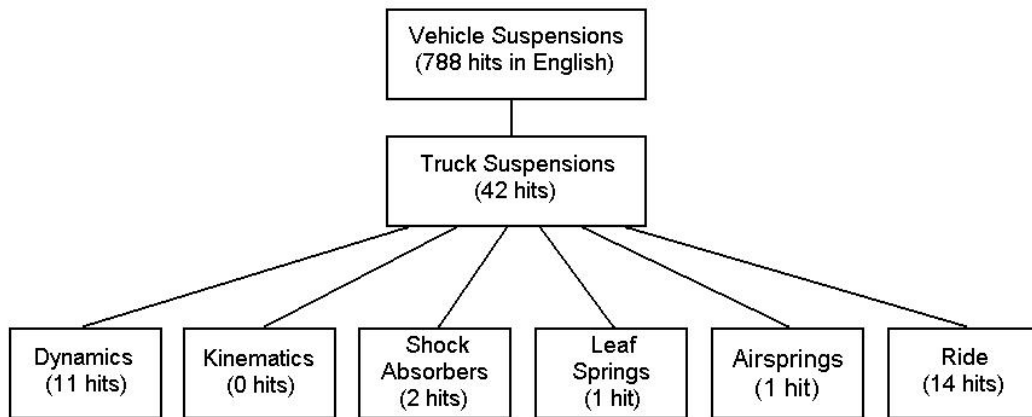 Vehicle Suspensions
(788 hits in English)
Truck Suspensions
(42 hits)
Dynamics
(11 hits)
Kinematics
(0 hits)
Shock
Absorbers
(2 hits)
Leaf
Springs
(1 hit)
Airsprings
(1 hit)
Ride
(14 hits)